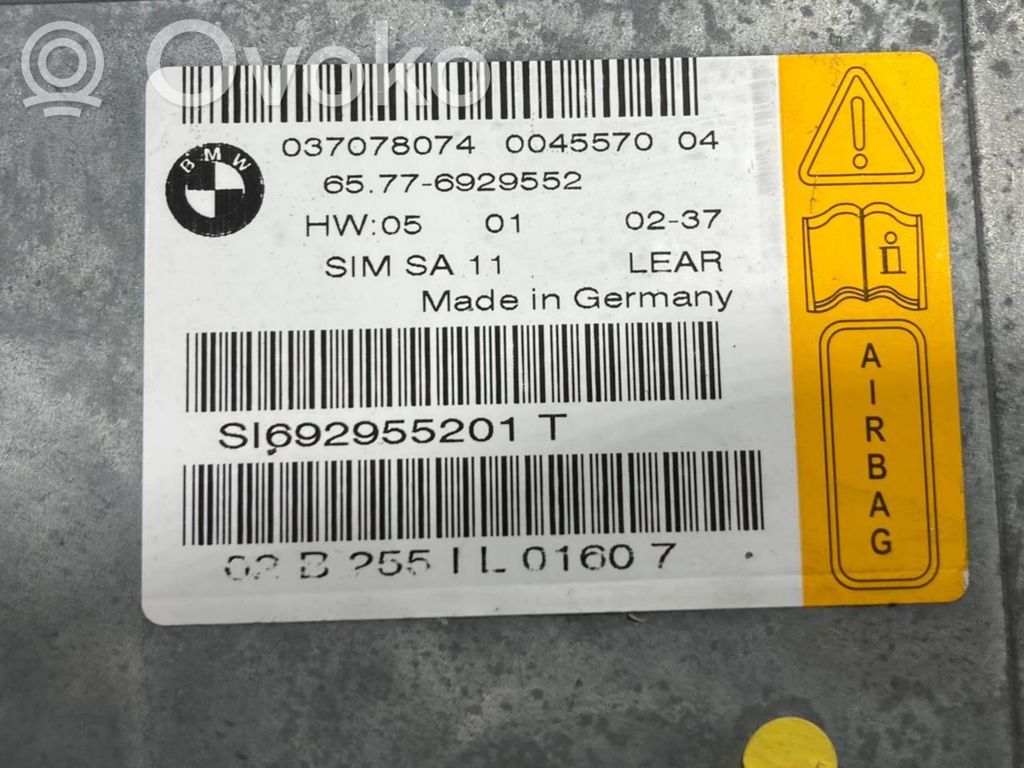 Ovoko
037078074 0045570 04
BMW
65.77-6929552
HW:05 01 02-37
SIM SA 11 LEAR
Made in Germany
SI692955201 T
02 B 255 I L 0160 7
AIRBAG